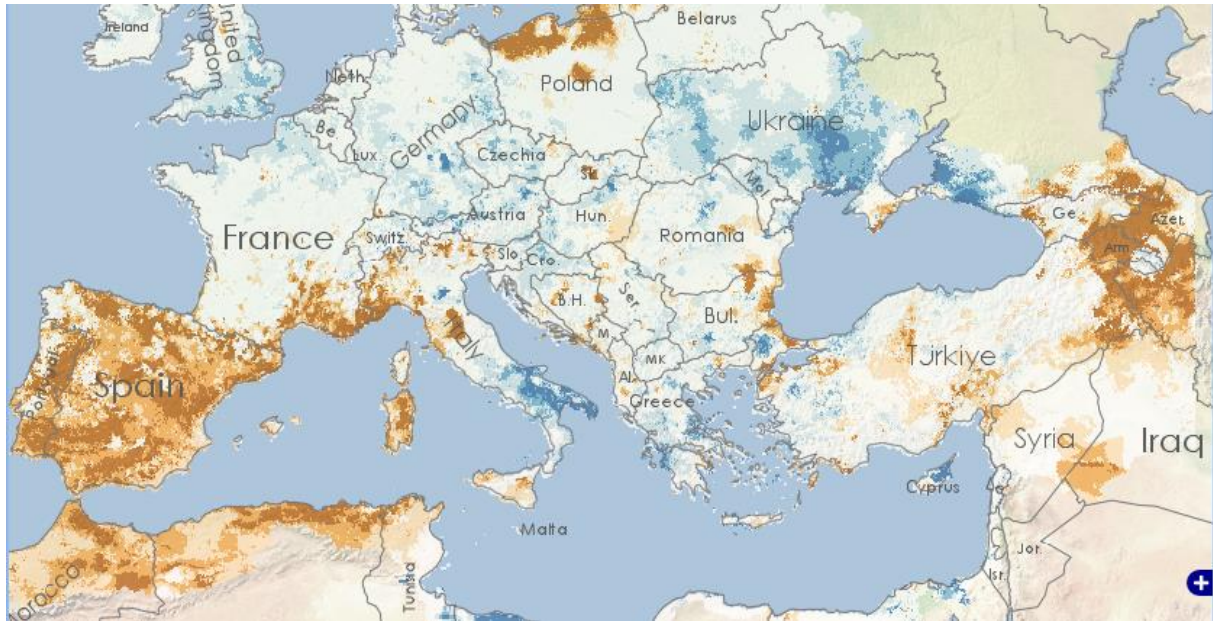 Ireland
United
Kingdom
Neth.
Be.
Lux.
Germany
Belarus
Poland
Ukraine
Czechia
Sk.
Mol.
France
Switz.
Austria
Hun.
Slo.
Cro.
Romania
B.H.
Ser.
M.
Bul.
Italy
MK
Al.
Greece
Ge.
Azer.
Arm.
Türkiye
Portugal
Spain
Syria
Iraq
Cyprus
Le.
Malta
Jor.
Isr.
Morocco
Tunisia